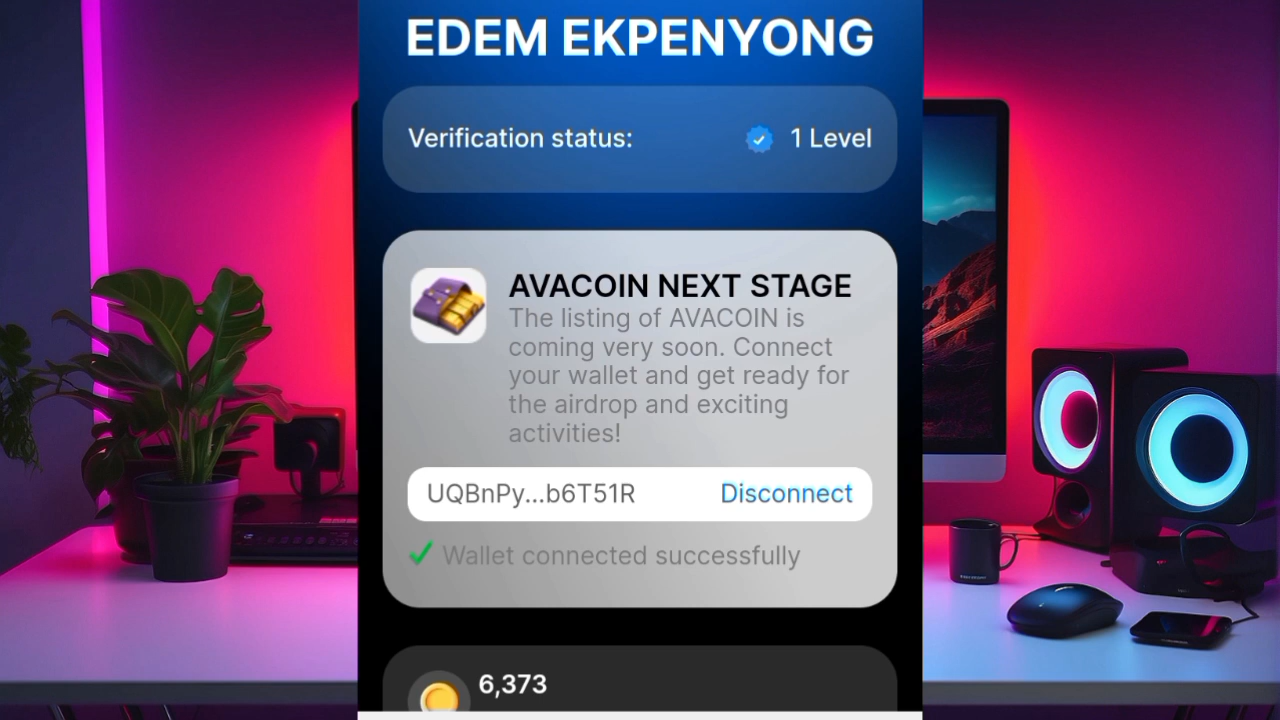 EDEM EKPENYONG
Verification status:
1 Level
AVACOIN NEXT STAGE
The listing of AVACOIN is
coming very soon. Connect
your wallet and get ready for
the airdrop and exciting
activities!
UQBnPy...b6T51R
Disconnect
Wallet connected successfully
6,373